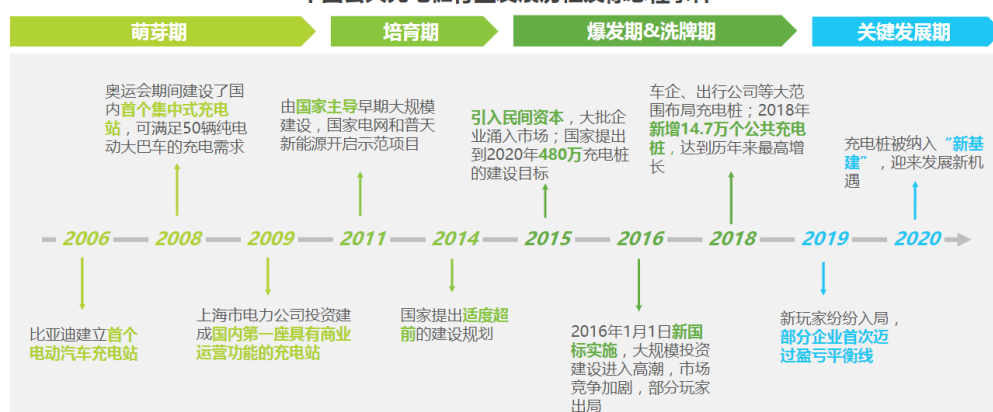 萌芽期
培育期
爆发期&洗牌期
关键发展期
奥运会期间建设了国
内首个集中式充电
站，可满足50辆纯电
动大巴车的充电需求
由国家主导早期大规模
建设，国家电网和普天
新能源开启示范项目
引入民间资本，大批企
业涌入市场；国家提出
到2020年480万充电桩
的建设目标
车企、出行公司等大范
围布局充电桩；2018年
新增14.7万个公共充电
桩，达到历年来最高增
长
充电桩被纳入“新基
建”，迎来发展新机
遇
2006
2008
2009
2011
2014
2015
2016
2018
2019
2020
比亚迪建立首个
电动汽车充电站
上海市电力公司投资建
成国内第一座具有商业
运营功能的充电站
国家提出适度超
前的建设规划
2016年1月1日新国
标实施，大规模投资
建设进入高潮，市场
竞争加剧，部分玩家
出局
新玩家纷纷入局，
部分企业首次迈
过盈亏平衡线